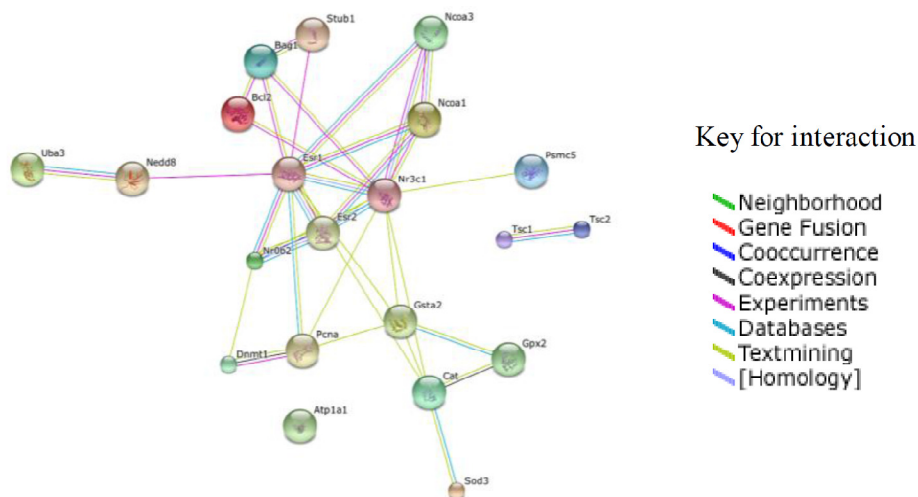 Stub1
Ncoa3
Bag1
Bcl2
Ncoa1
Key for interaction
Uba3
Nedd8
Esr1
Nr3c1
Psmc5
Neighborhood
Gene Fusion
Cooccurrence
Coexpression
Experiments
Databases
Textmining
[Homology]
Esr2
Tsc1
Tsc2
Nr0b2
Gsta2
Pcna
Dnmt1
Gpx2
Cat
Atp1a1
Sod3